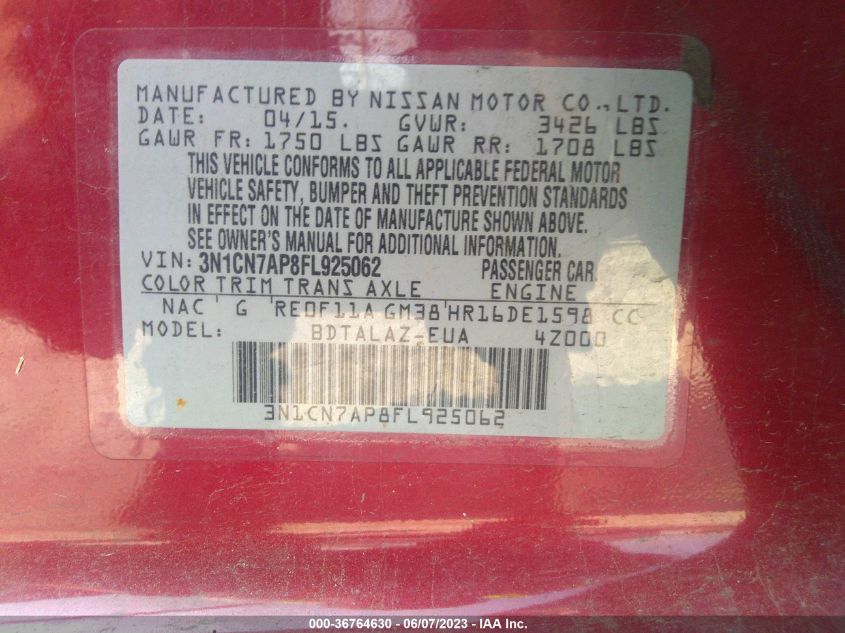 MANUFACTURED BY NISSAN MOTOR CO., LTD.
DATE: 04/15. GVWR: 3426 LBS
GAWR FR: 1750 LBS GAWR RR: 1708 LBS
THIS VEHICLE CONFORMS TO ALL APPLICABLE FEDERAL MOTOR
VEHICLE SAFETY, BUMPER AND THEFT PREVENTION STANDARDS
IN EFFECT ON THE DATE OF MANUFACTURE SHOWN ABOVE.
SEE OWNER'S MANUAL FOR ADDITIONAL INFORMATION.
VIN: 3N1CN7AP8FL925062 PASSENGER CAR
COLOR TRIM TRANS AXLE ENGINE
NAC G RE0F11A GM38 HR16DE1598 CC
MODEL: BDTALAZ-EUA 4Z000
3N1CN7AP8FL925062
000-36764630 - 06/07/2023 - IAA Inc.